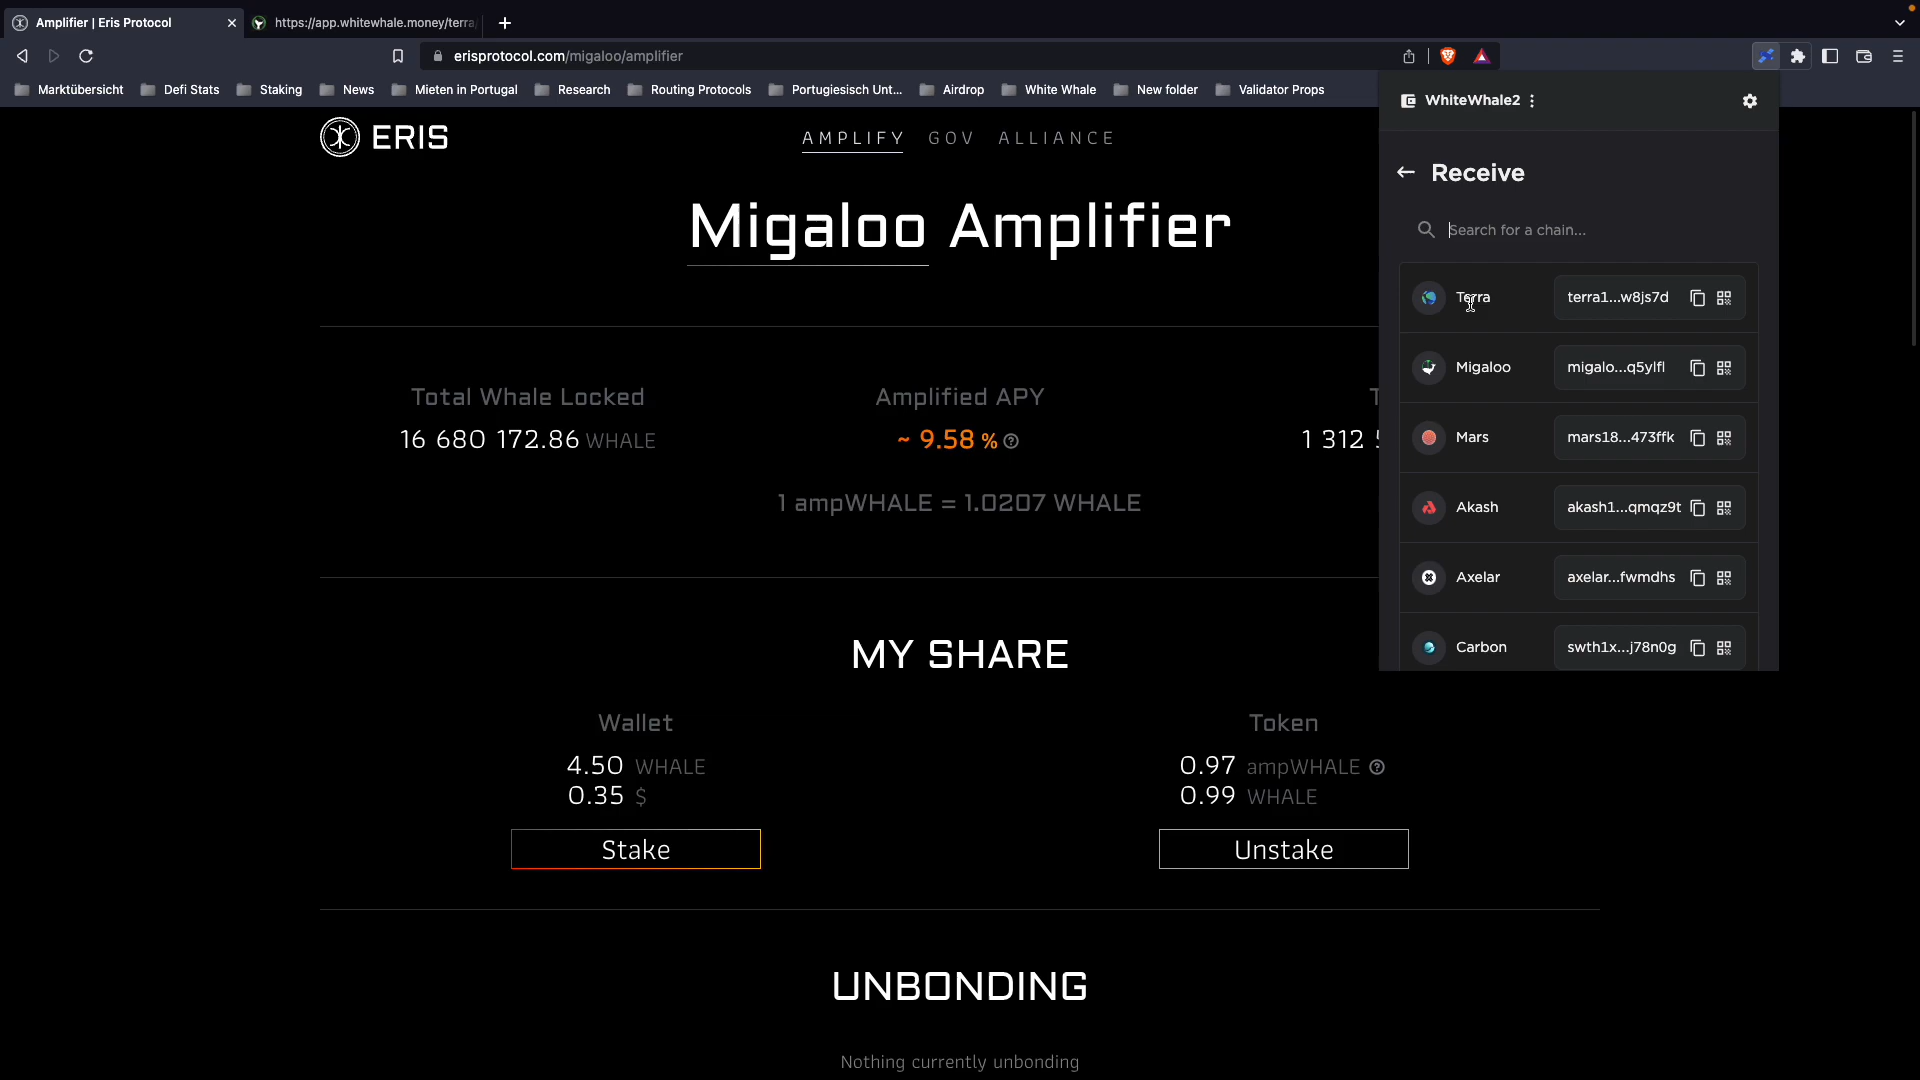 Amplifier | Eris Protocol
https://app.whitewhale.money/terra
erisprotocol.com/migaloo/amplifier
Marktübersicht
Defi Stats
Staking
News
Mieten in Portugal
Research
Routing Protocols
Portugiesisch Unt...
Airdrop
White Whale
New folder
Validator Props
ERIS
AMPLIFY
GOV
ALLIANCE
Migaloo Amplifier
Total Whale Locked
16 680 172.86 WHALE
Amplified APY
~ 9.58 %
1 312
1 ampWHALE = 1.0207 WHALE
MY SHARE
Wallet
4.50 WHALE
0.35 $
Stake
Token
0.97 ampWHALE
0.99 WHALE
Unstake
UNBONDING
Nothing currently unbonding
WhiteWhale2
Receive
Search for a chain...
Terra
terra1...w8js7d
Migaloo
migalo...q5ylfl
Mars
mars18...473ffk
Akash
akash1...qmqz9t
Axelar
axelar...fwmdhs
Carbon
swth1x...j78n0g